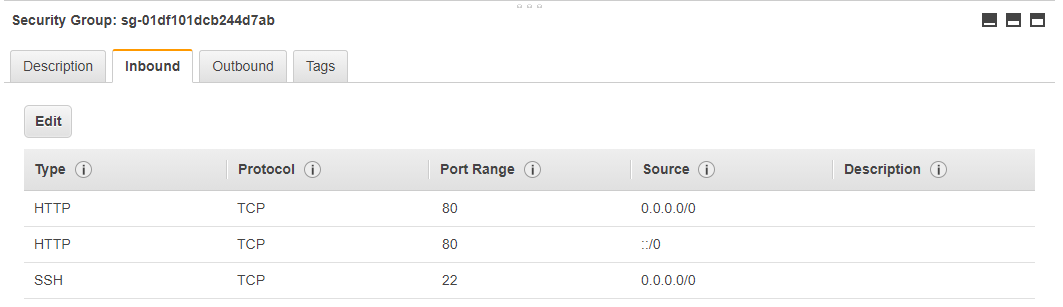 Security Group: sg-01df101dcb244d7ab
Description Inbound Outbound Tags
Edit
Type Protocol Port Range Source Description
HTTP TCP 80 0.0.0.0/0
HTTP TCP 80 ::/0
SSH TCP 22 0.0.0.0/0